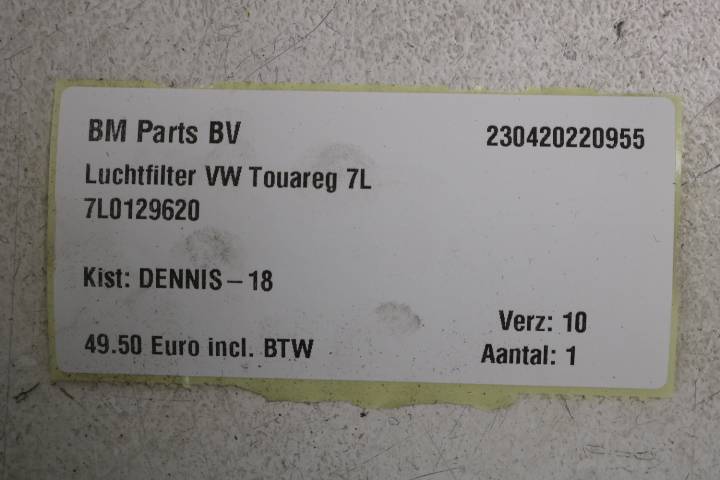 BM Parts BV 230420220955
Luchtfilter VW Touareg 7L
7L0129620
Kist: DENNIS-18
Verz: 10
49.50 Euro incl. BTW Aantal: 1